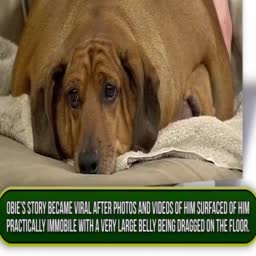 OBIE'S STORY BECAME VIRAL AFTER PHOTOS AND VIDEOS OF HIM SURFACED OF HIM
PRACTICALLY IMMOBILE WITH A VERY LARGE BELLY BEING DRAGGED ON THE FLOOR.